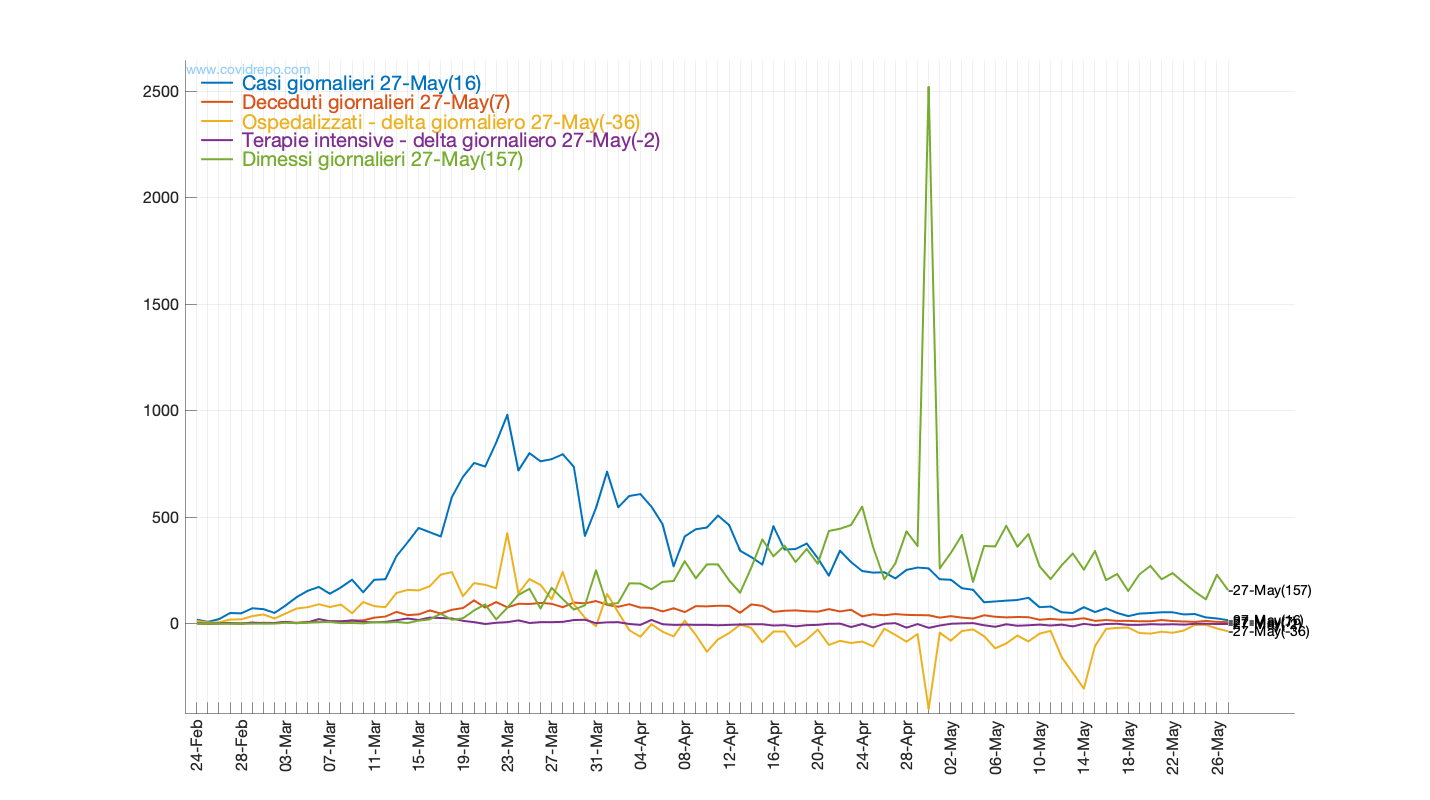 www.covidrepo.com
Casi giornalieri 27-May(16)
Deceduti giornalieri 27-May(7)
Ospedalizzati - delta giornaliero 27-May(-36)
Terapie intensive - delta giornaliero 27-May(-2)
Dimessi giornalieri 27-May(157)
2500
2000
1500
1000
500
0
-27-May(157)
-27-May(16)
-27-May(-36)
24-Feb
28-Feb
03-Mar
07-Mar
11-Mar
15-Mar
19-Mar
23-Mar
27-Mar
31-Mar
04-Apr
08-Apr
12-Apr
16-Apr
20-Apr
24-Apr
28-Apr
02-May
06-May
10-May
14-May
18-May
22-May
26-May